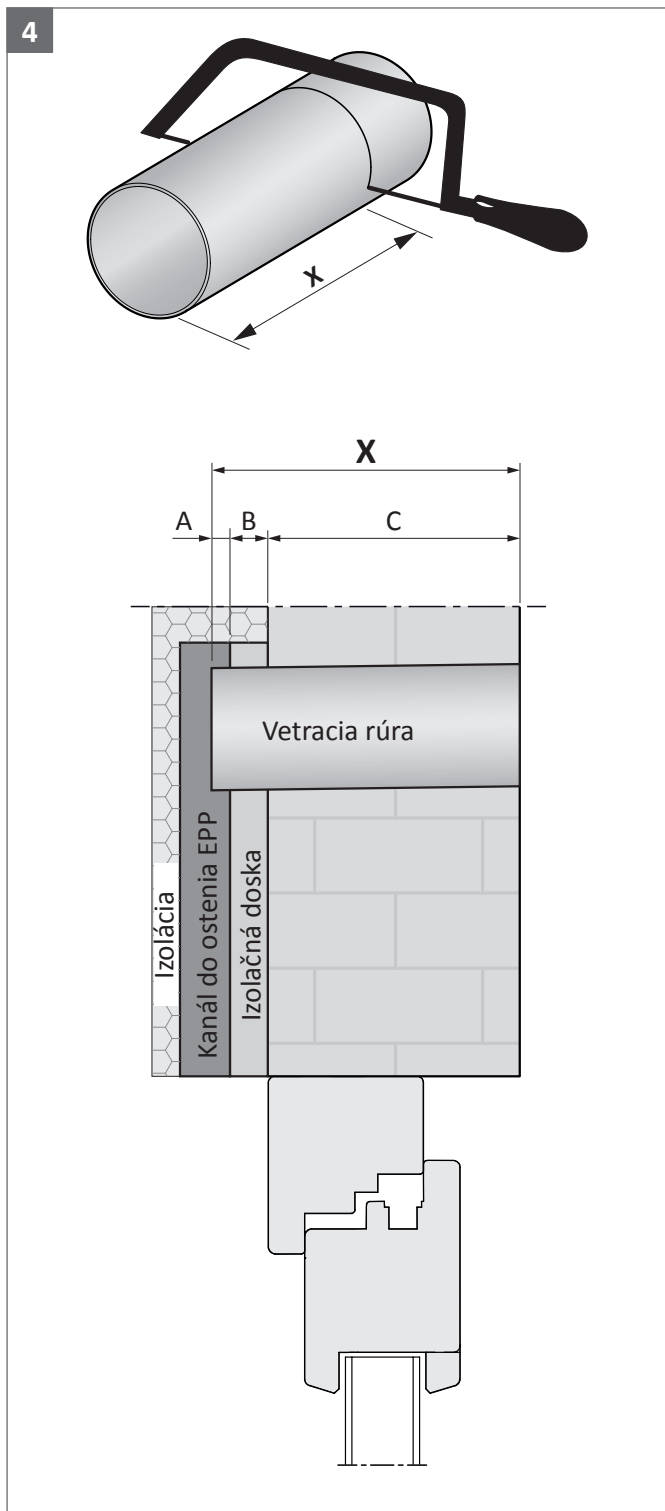 4
X
X
A B C
Vetracia rúra
Izolácia
Kanál do ostenia EPP
Izolačná doska